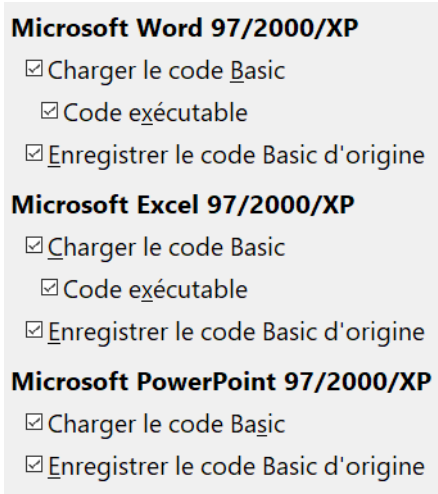 Microsoft Word 97/2000/XP
Charger le code Basic
Code exécutable
Enregistrer le code Basic d'origine
Microsoft Excel 97/2000/XP
Charger le code Basic
Code exécutable
Enregistrer le code Basic d'origine
Microsoft PowerPoint 97/2000/XP
Charger le code Basic
Enregistrer le code Basic d'origine